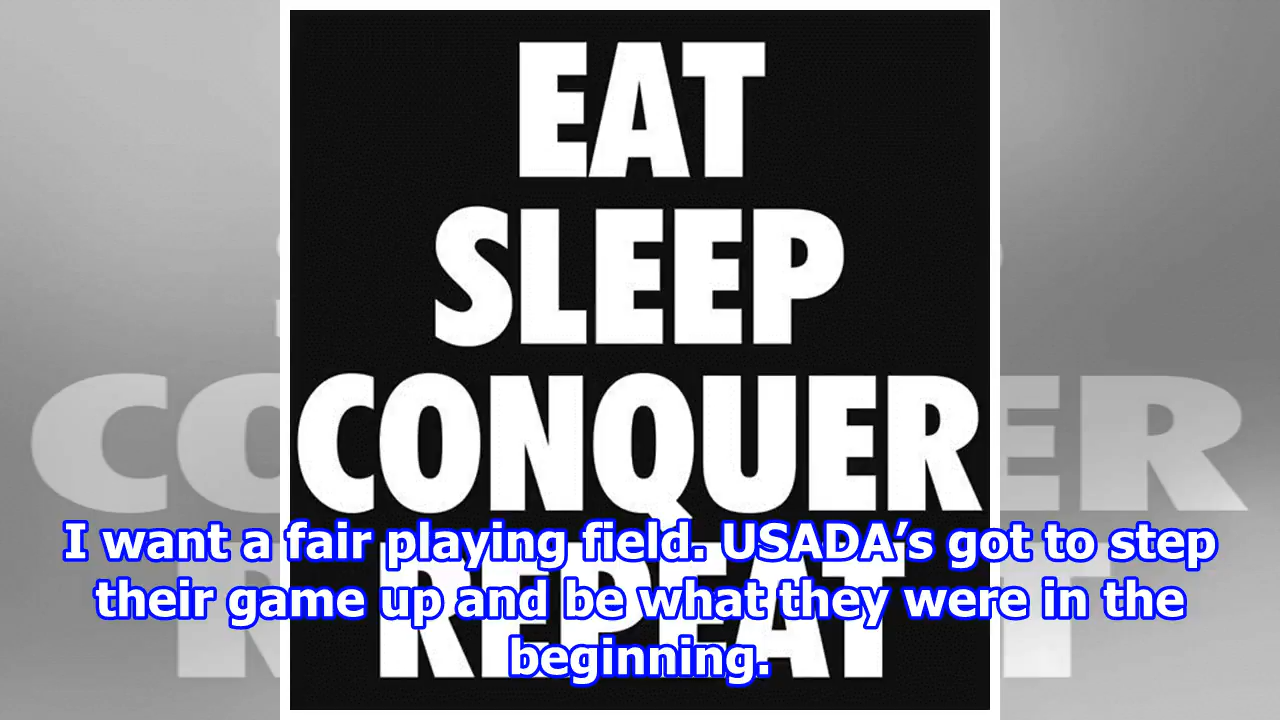 EAT
SLEEP
CONQUER
REPEAT
I want a fair playing field. USADA’s got to step
their game up and be what they were in the
beginning.